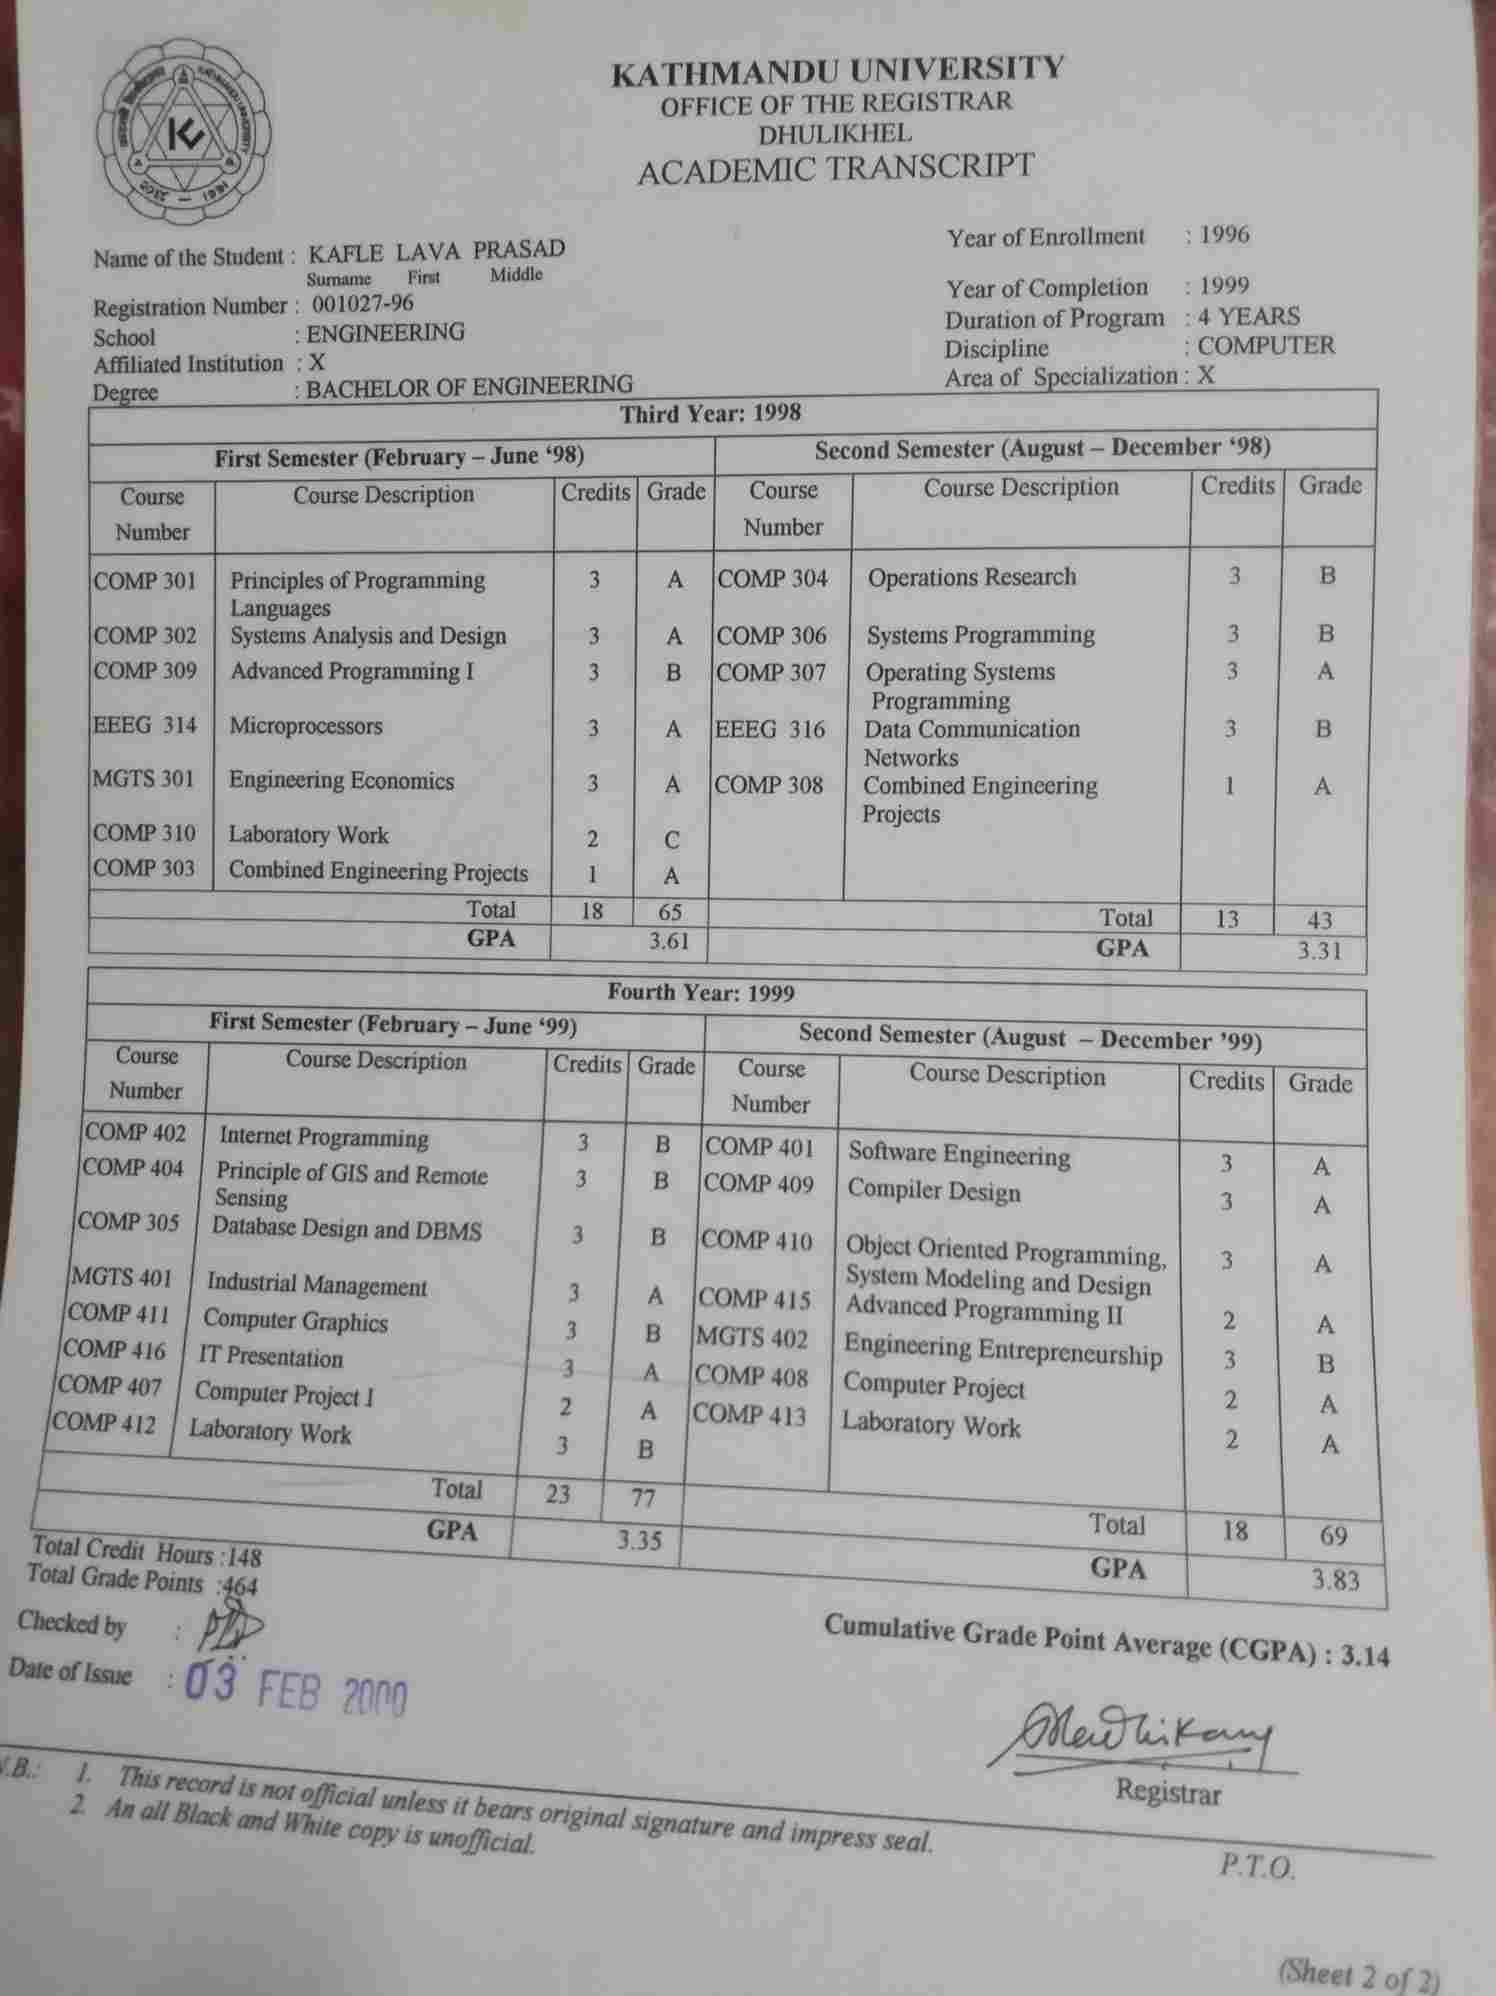 KATHMANDU UNIVERSITY
OFFICE OF THE REGISTRAR
DHULIKHEL
ACADEMIC TRANSCRIPT
Name of the Student : KAFLE LAVA PRASAD
Surname First Middle
Registration Number : 001027-96
School : ENGINEERING
Affiliated Institution : X
Degree : BACHELOR OF ENGINEERING
Year of Enrollment : 1996
Year of Completion : 1999
Duration of Program : 4 YEARS
Discipline : COMPUTER
Area of Specialization : X
Third Year: 1998
First Semester (February – June ‘98)
Course Number Course Description Credits Grade
COMP 301 Principles of Programming Languages 3 A
COMP 302 Systems Analysis and Design 3 A
COMP 309 Advanced Programming I 3 B
EEEG 314 Microprocessors 3 A
MGTS 301 Engineering Economics 3 A
COMP 310 Laboratory Work 2 C
COMP 303 Combined Engineering Projects 1 A
Total 18 65
GPA 3.61
Second Semester (August – December ‘98)
Course Number Course Description Credits Grade
COMP 304 Operations Research 3 B
COMP 306 Systems Programming 3 B
COMP 307 Operating Systems Programming 3 A
EEEG 316 Data Communication Networks 3 B
COMP 308 Combined Engineering Projects 1 A
Total 13 43
GPA 3.31
Fourth Year: 1999
First Semester (February – June ‘99)
Course Number Course Description Credits Grade
COMP 402 Internet Programming 3 B
COMP 404 Principle of GIS and Remote Sensing 3 B
COMP 305 Database Design and DBMS 3 B
MGTS 401 Industrial Management 3 A
COMP 411 Computer Graphics 3 B
COMP 416 IT Presentation 3 A
COMP 407 Computer Project I 2 A
COMP 412 Laboratory Work 3 B
Total 23 77
GPA 3.35
Second Semester (August – December ’99)
Course Number Course Description Credits Grade
COMP 401 Software Engineering 3 A
COMP 409 Compiler Design 3 A
COMP 410 Object Oriented Programming, System Modeling and Design 3 A
COMP 415 Advanced Programming II 2 A
MGTS 402 Engineering Entrepreneurship 3 B
COMP 408 Computer Project 2 A
COMP 413 Laboratory Work 2 A
Total 18 69
GPA 3.83
Total Credit Hours :148
Total Grade Points :464
Checked by :
Date of Issue : 03 FEB 2000
Cumulative Grade Point Average (CGPA) : 3.14
Registrar
N.B.: 1. This record is not official unless it bears original signature and impress seal.
2. An all Black and White copy is unofficial.
P.T.O.
(Sheet 2 of 2)